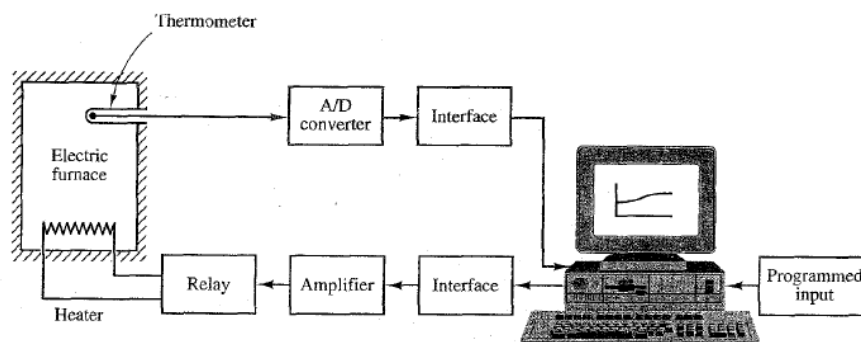 Thermometer
A/D
converter
Interface
Electric
furnace
Programmed
input
Relay
Amplifier
Interface
Heater